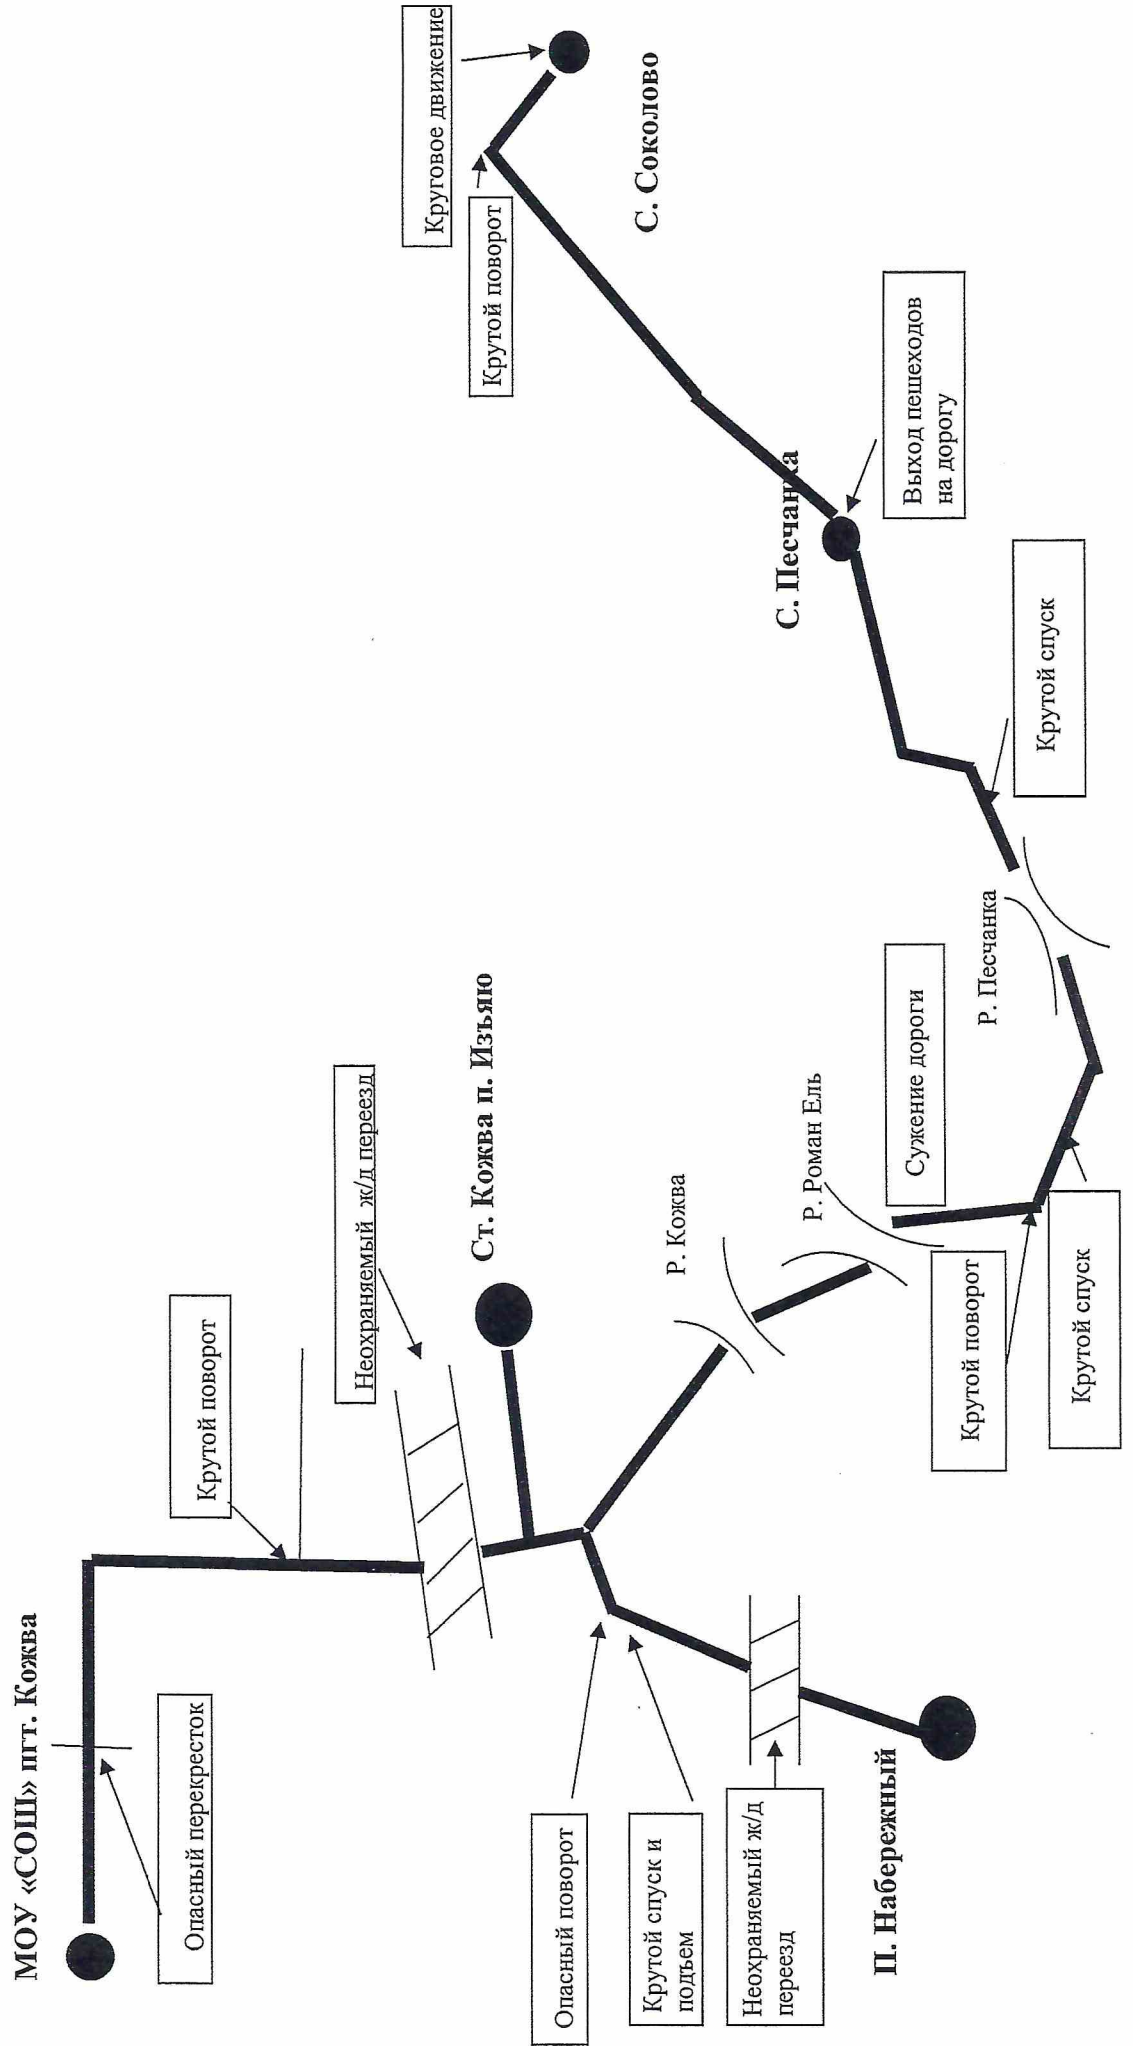 МОУ «СОШ» пгт. Кожва
Опасный перекресток
Крутой поворот
Неохраняемый ж/д переезд
Ст. Кожва п. Изъяю
Опасный поворот
Крутой спуск и
подъем
Неохраняемый ж/д
переезд
П. Набережный
Р. Кожва
Р. Роман Ель
Сужение дороги
Крутой поворот
Крутой спуск
Р. Песчанка
Крутой спуск
С. Песчанка
Выход пешеходов
на дорогу
Крутой поворот
Круговое движение
С. Соколово